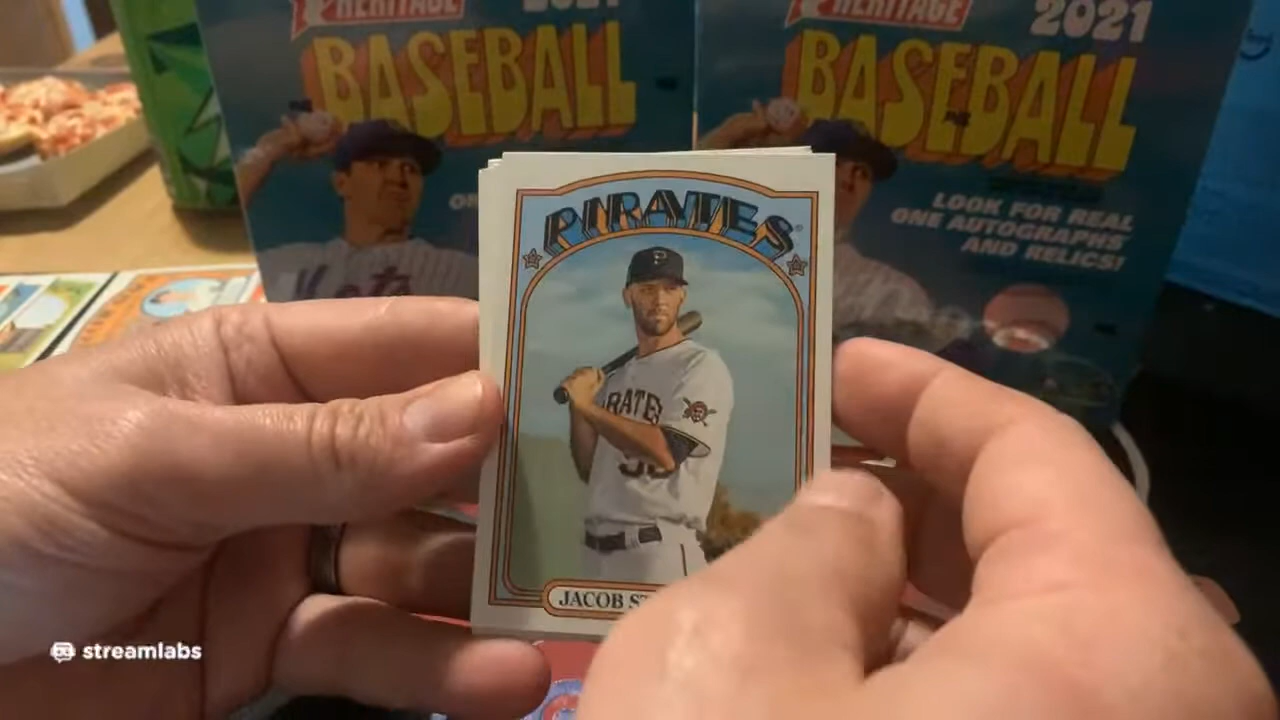 HERITAGE
BASEBALL
HERITAGE
2021
BASEBALL
LOOK FOR REAL
ONE AUTOGRAPHS
AND RELICS!
PIRATES
P
JACOB
streamlabs